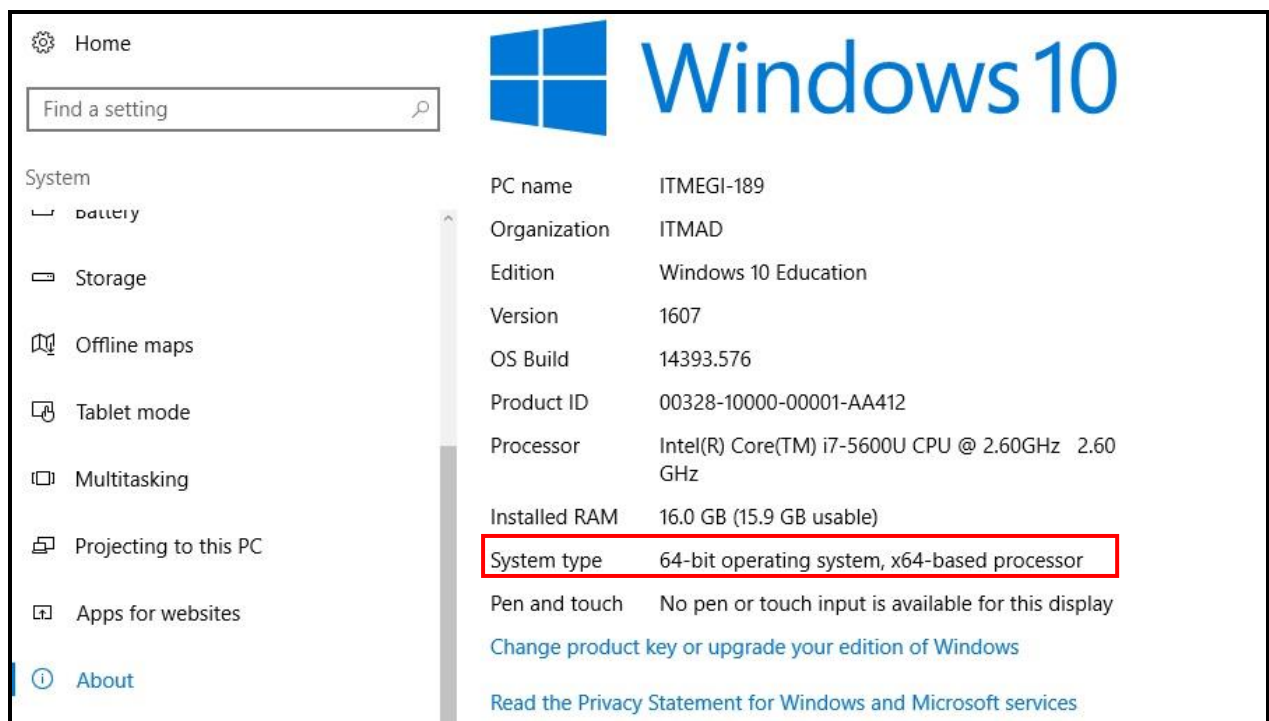 Home
Find a setting
System
Battery
Storage
Offline maps
Tablet mode
Multitasking
Projecting to this PC
Apps for websites
About
Windows 10
PC name ITMEGI-189
Organization ITMAD
Edition Windows 10 Education
Version 1607
OS Build 14393.576
Product ID 00328-10000-00001-AA412
Processor Intel(R) Core(TM) i7-5600U CPU @ 2.60GHz 2.60
GHz
Installed RAM 16.0 GB (15.9 GB usable)
System type 64-bit operating system, x64-based processor
Pen and touch No pen or touch input is available for this display
Change product key or upgrade your edition of Windows
Read the Privacy Statement for Windows and Microsoft services